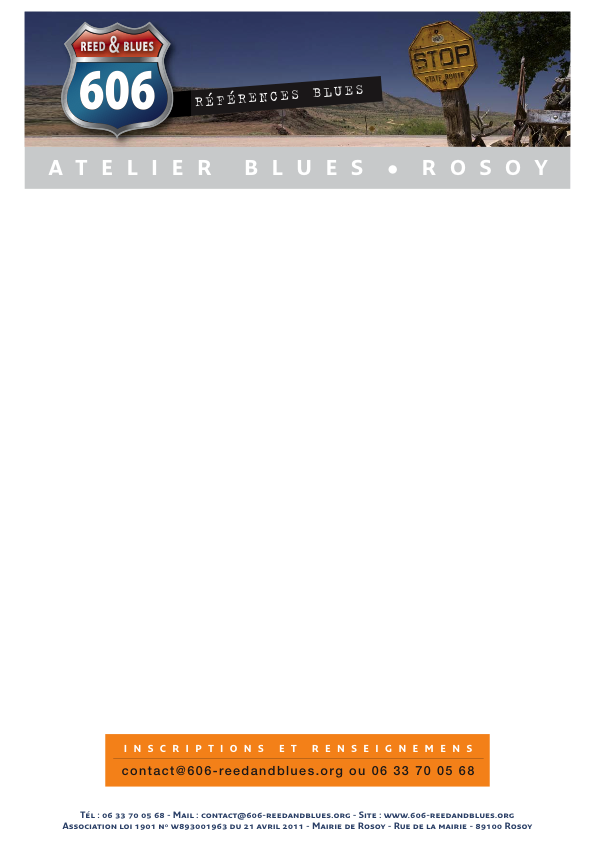 REED & BLUES
606
RÉFÉRENCES BLUES
STOP
STATE ROUTE
ATELIER BLUES • ROSOY
INSCRIPTIONS ET RENSEIGNEMENS
contact@606-reedandblues.org ou 06 33 70 05 68
Tél : 06 33 70 05 68 - Mail : contact@606-reedandblues.org - Site : www.606-reedandblues.org
Association loi 1901 nº w893001963 du 21 avril 2011 - Mairie de Rosoy - Rue de la mairie - 89100 Rosoy